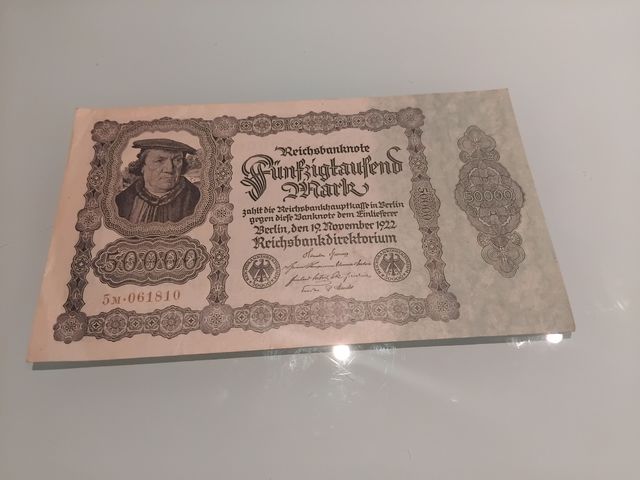 Reichsbanknote
Fünfzigtausend
Mark
zahlt die Reichsbankhauptkasse in Berlin
gegen diese Banknote dem Einlieferer
Berlin, den 19. November 1922
Reichsbankdirektorium
50000
5M·061810
50000
50000